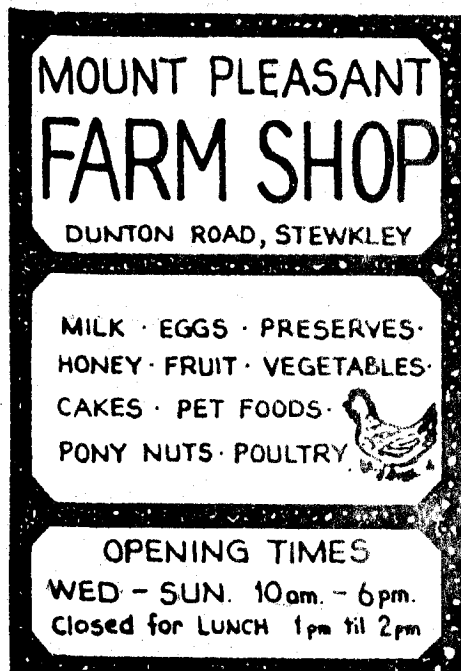 MOUNT PLEASANT
FARM SHOP
DUNTON ROAD, STEWKLEY
MILK · EGGS · PRESERVES ·
HONEY · FRUIT · VEGETABLES ·
CAKES · PET FOODS ·
PONY NUTS · POULTRY
OPENING TIMES
WED - SUN. 10am. - 6pm.
Closed for LUNCH 1pm til 2pm